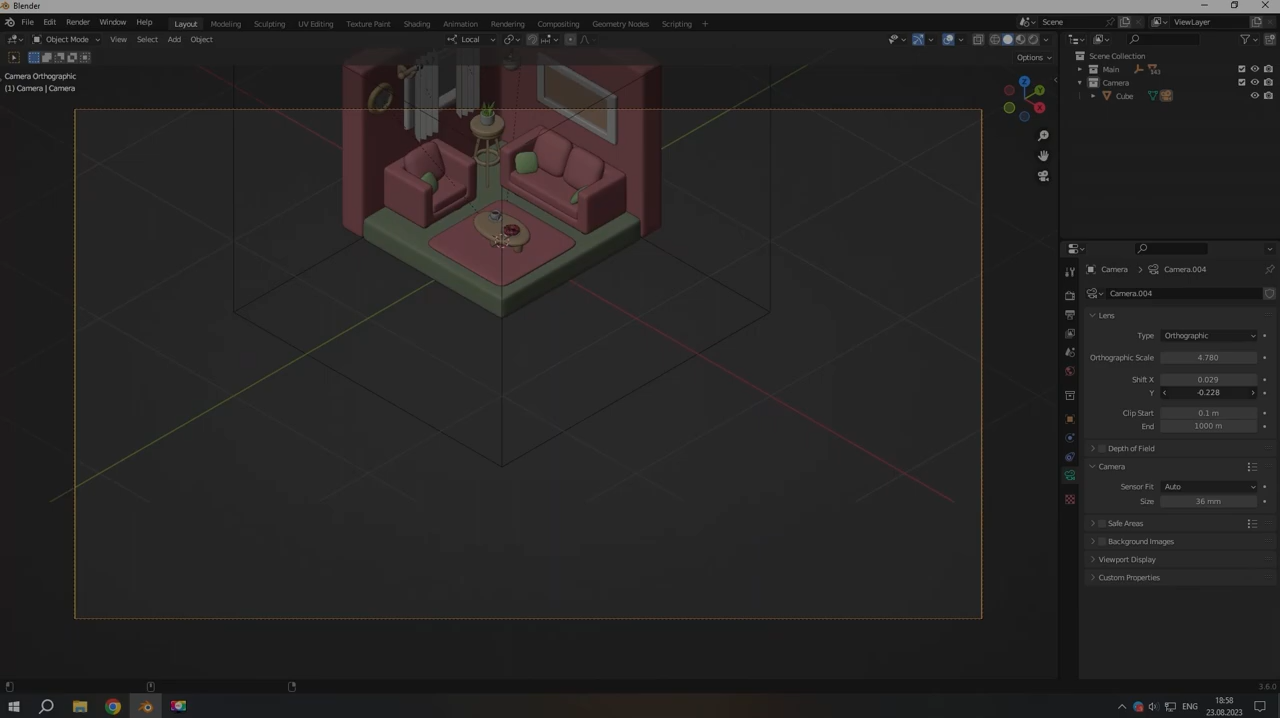 Blender
File Edit Render Window Help Layout Modeling Sculpting UV Editing Texture Paint Shading Animation Rendering Compositing Geometry Nodes Scripting + Scene ViewLayer
Object Mode View Select Add Object Local
Options
Camera Orthographic
(1) Camera | Camera
Z
Y
X
Scene Collection
Main 343
Camera
Cube
Camera Camera.004
Camera.004
Lens
Type Orthographic
Orthographic Scale 4.780
Shift X 0.029
Y -0.228
Clip Start 0.1 m
End 1000 m
Depth of Field
Camera
Sensor Fit Auto
Size 36 mm
Safe Areas
Background Images
Viewport Display
Custom Properties
3.6.0
ENG
18:58
23.08.2023